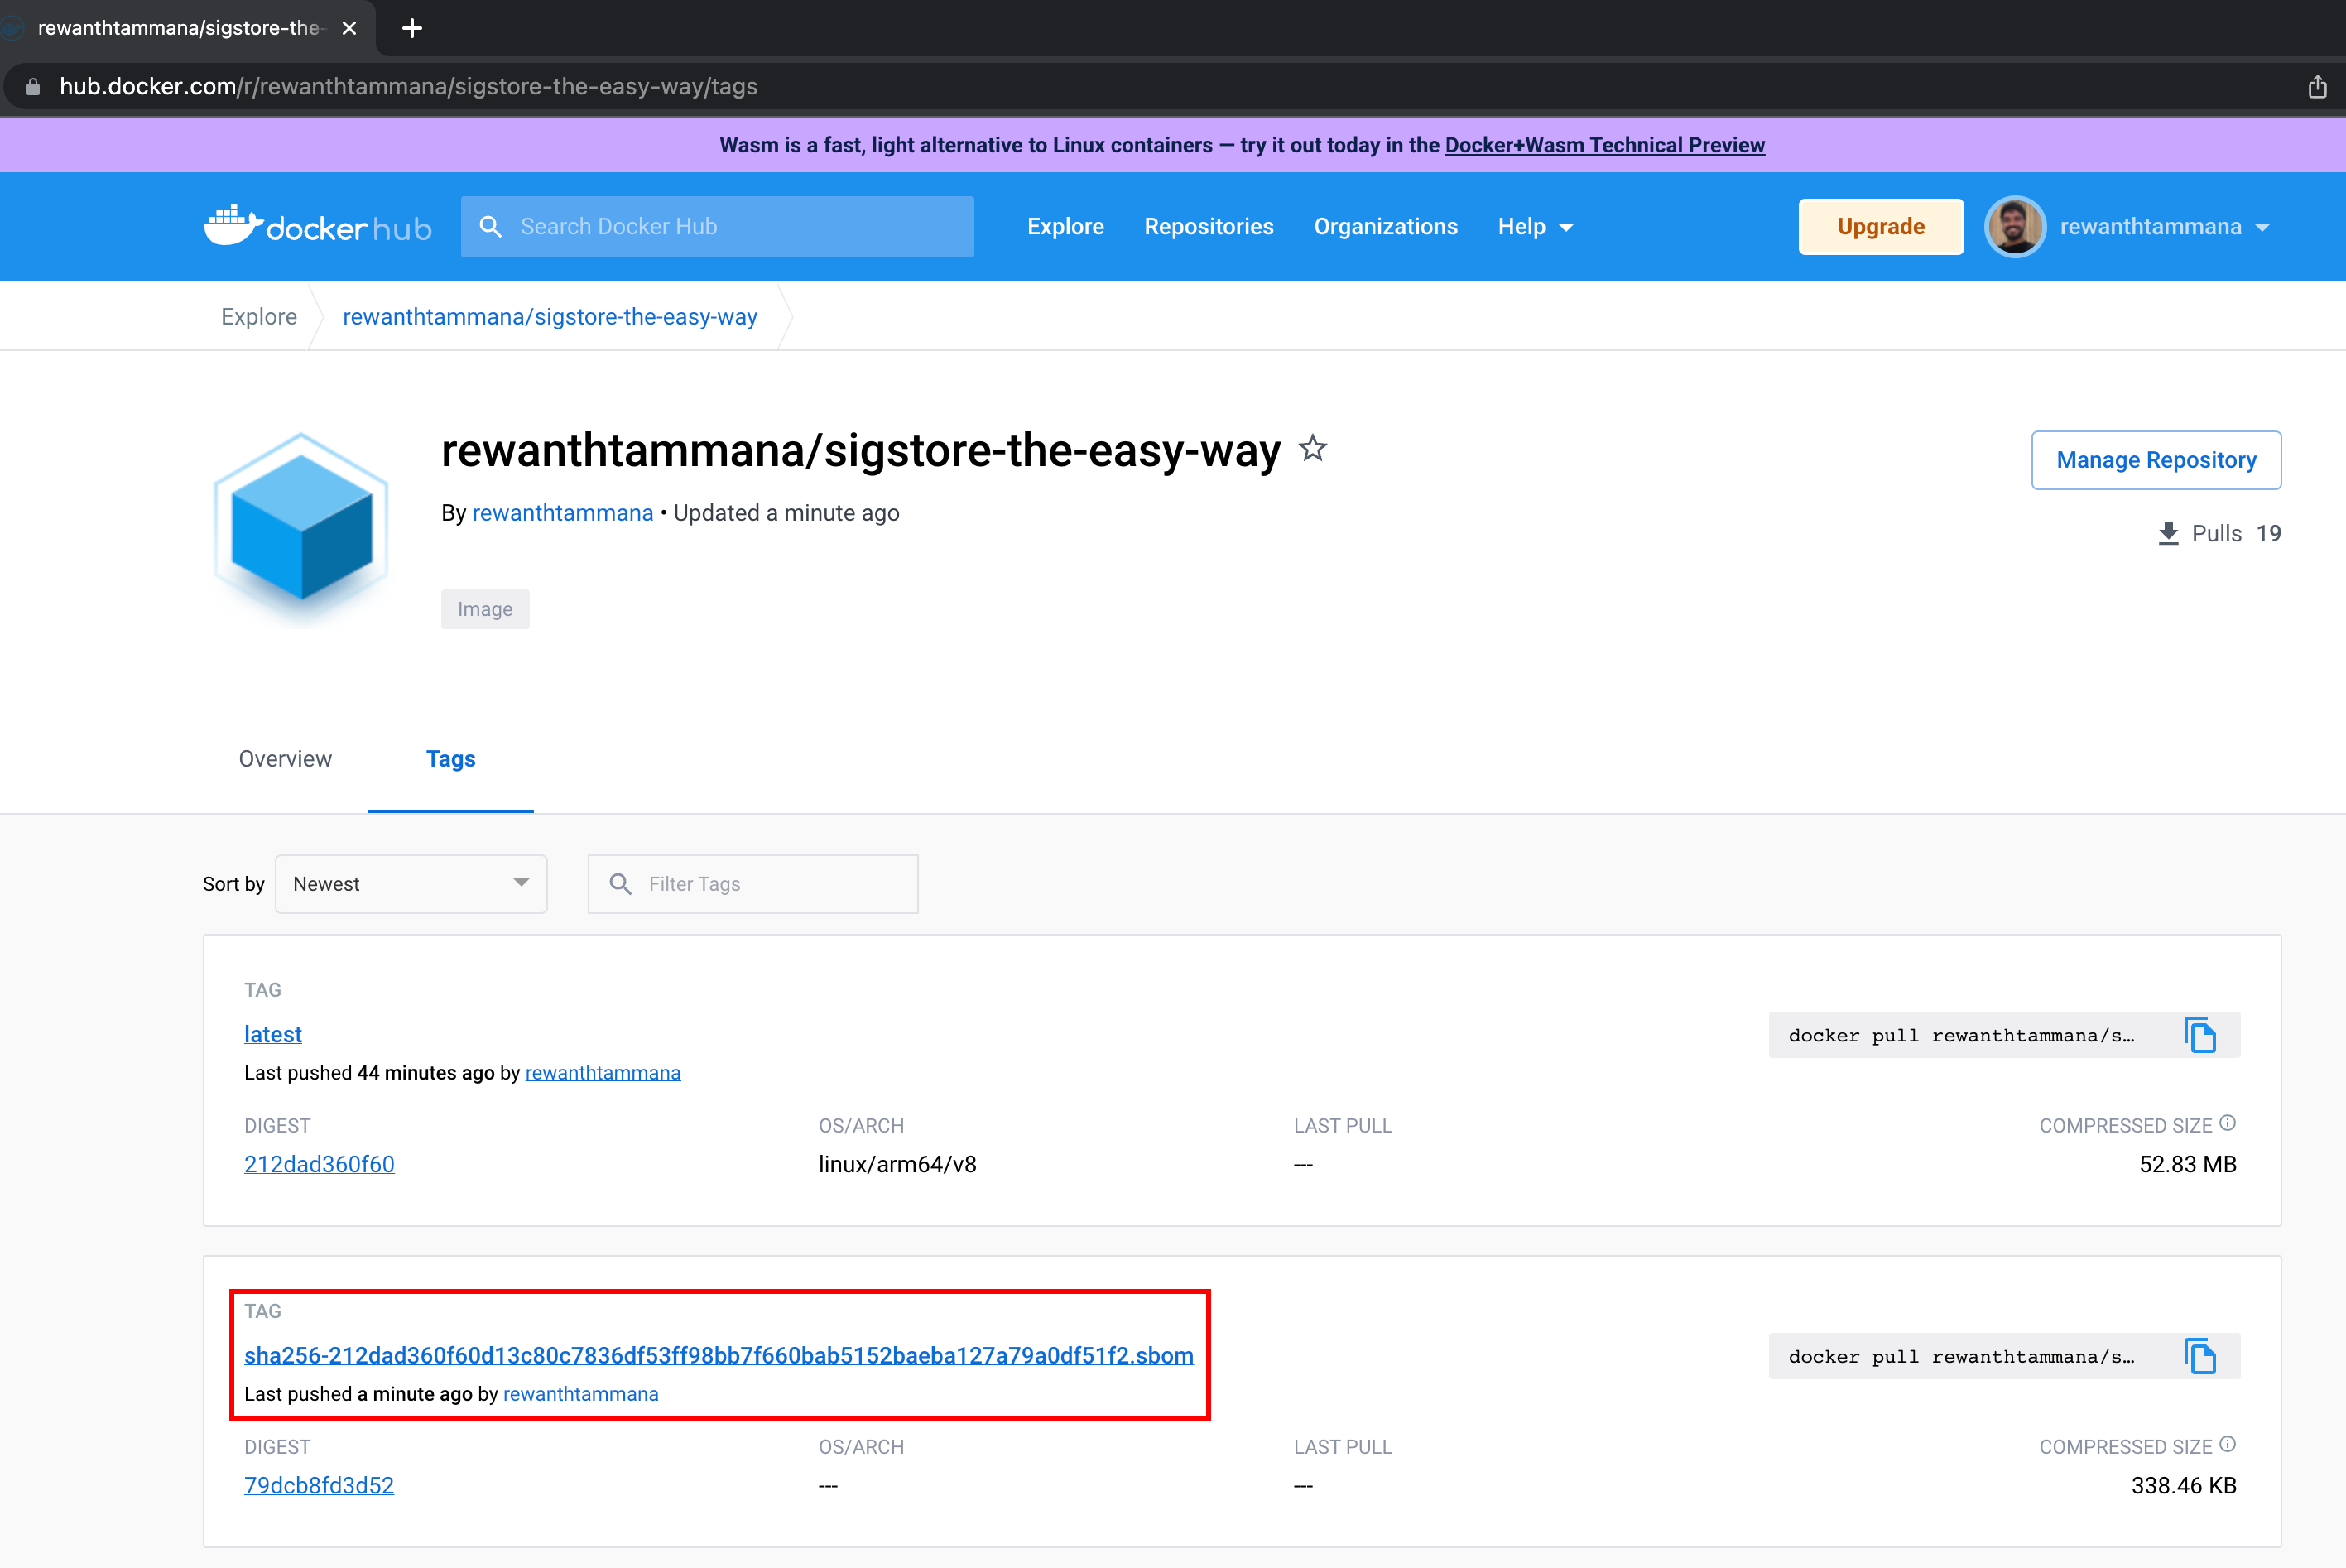 rewanthtammana/sigstore-the-
hub.docker.com/r/rewanthtammana/sigstore-the-easy-way/tags
Wasm is a fast, light alternative to Linux containers — try it out today in the Docker+Wasm Technical Preview
dockerhub
Search Docker Hub
Explore
Repositories
Organizations
Help
Upgrade
rewanthtammana
Explore
rewanthtammana/sigstore-the-easy-way
rewanthtammana/sigstore-the-easy-way
Manage Repository
By rewanthtammana • Updated a minute ago
Pulls 19
Image
Overview
Tags
Sort by
Newest
Filter Tags
TAG
latest
docker pull rewanthtammana/s…
Last pushed 44 minutes ago by rewanthtammana
DIGEST
OS/ARCH
LAST PULL
COMPRESSED SIZE
212dad360f60
linux/arm64/v8
---
52.83 MB
TAG
sha256-212dad360f60d13c80c7836df53ff98bb7f660bab5152baeba127a79a0df51f2.sbom
docker pull rewanthtammana/s…
Last pushed a minute ago by rewanthtammana
DIGEST
OS/ARCH
LAST PULL
COMPRESSED SIZE
79dcb8fd3d52
---
---
338.46 KB